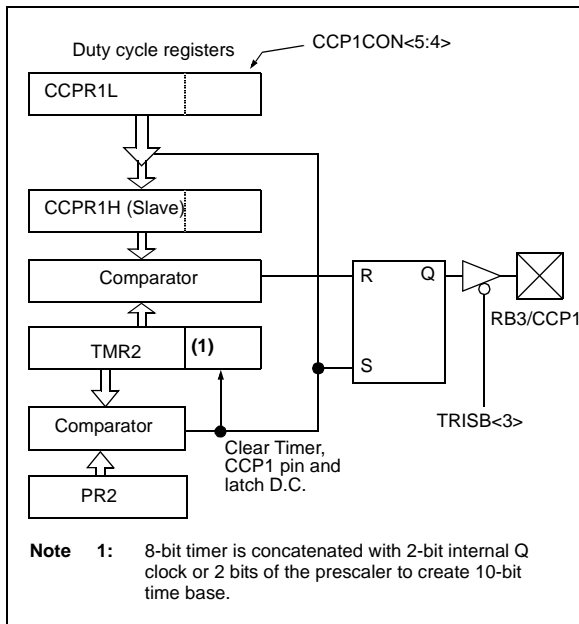 Duty cycle registers
CCP1CON<5:4>
CCPR1L
CCPR1H (Slave)
Comparator
R
Q
RB3/CCP1
TMR2
(1)
S
TRISB<3>
Comparator
Clear Timer,
CCP1 pin and
latch D.C.
PR2
Note 1: 8-bit timer is concatenated with 2-bit internal Q
clock or 2 bits of the prescaler to create 10-bit
time base.